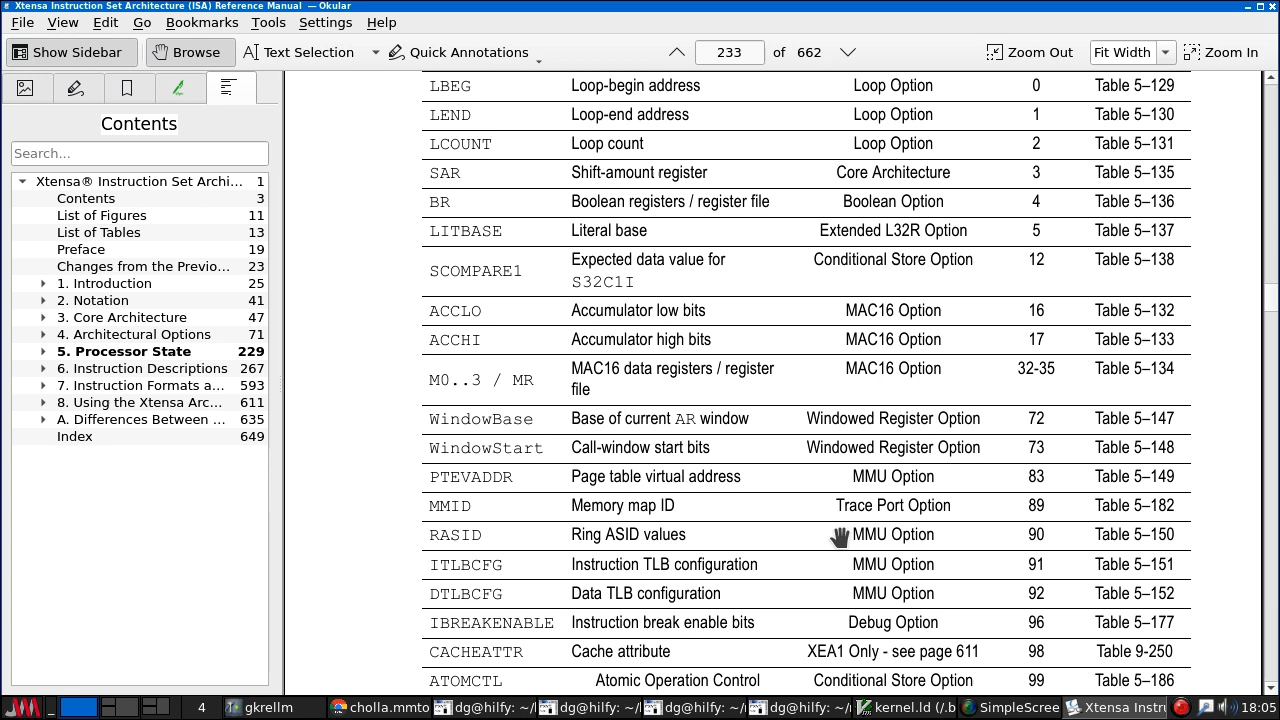 Xtensa Instruction Set Architecture (ISA) Reference Manual — Okular
File View Edit Go Bookmarks Tools Settings Help
Show Sidebar Browse Text Selection Quick Annotations 233 of 662 Zoom Out Fit Width Zoom In
Contents
Search...
Xtensa® Instruction Set Archi... 1
Contents 3
List of Figures 11
List of Tables 13
Preface 19
Changes from the Previo... 23
1. Introduction 25
2. Notation 41
3. Core Architecture 47
4. Architectural Options 71
5. Processor State 229
6. Instruction Descriptions 267
7. Instruction Formats a... 593
8. Using the Xtensa Arc... 611
A. Differences Between ... 635
Index 649
LBEG Loop-begin address Loop Option 0 Table 5–129
LEND Loop-end address Loop Option 1 Table 5–130
LCOUNT Loop count Loop Option 2 Table 5–131
SAR Shift-amount register Core Architecture 3 Table 5–135
BR Boolean registers / register file Boolean Option 4 Table 5–136
LITBASE Literal base Extended L32R Option 5 Table 5–137
SCOMPARE1 Expected data value for Conditional Store Option 12 Table 5–138
S32C1I
ACCLO Accumulator low bits MAC16 Option 16 Table 5–132
ACCHI Accumulator high bits MAC16 Option 17 Table 5–133
M0..3 / MR MAC16 data registers / register MAC16 Option 32-35 Table 5–134
file
WindowBase Base of current AR window Windowed Register Option 72 Table 5–147
WindowStart Call-window start bits Windowed Register Option 73 Table 5–148
PTEVADDR Page table virtual address MMU Option 83 Table 5–149
MMID Memory map ID Trace Port Option 89 Table 5–182
RASID Ring ASID values MMU Option 90 Table 5–150
ITLBCFG Instruction TLB configuration MMU Option 91 Table 5–151
DTLBCFG Data TLB configuration MMU Option 92 Table 5–152
IBREAKENABLE Instruction break enable bits Debug Option 96 Table 5–177
CACHEATTR Cache attribute XEA1 Only - see page 611 98 Table 9-250
ATOMCTL Atomic Operation Control Conditional Store Option 99 Table 5–186
4 gkrellm cholla.mmto dg@hilfy: ~/ dg@hilfy: ~/ dg@hilfy: ~/ dg@hilfy: ~/ kernel.ld (/.b SimpleScree Xtensa Instr 18:05